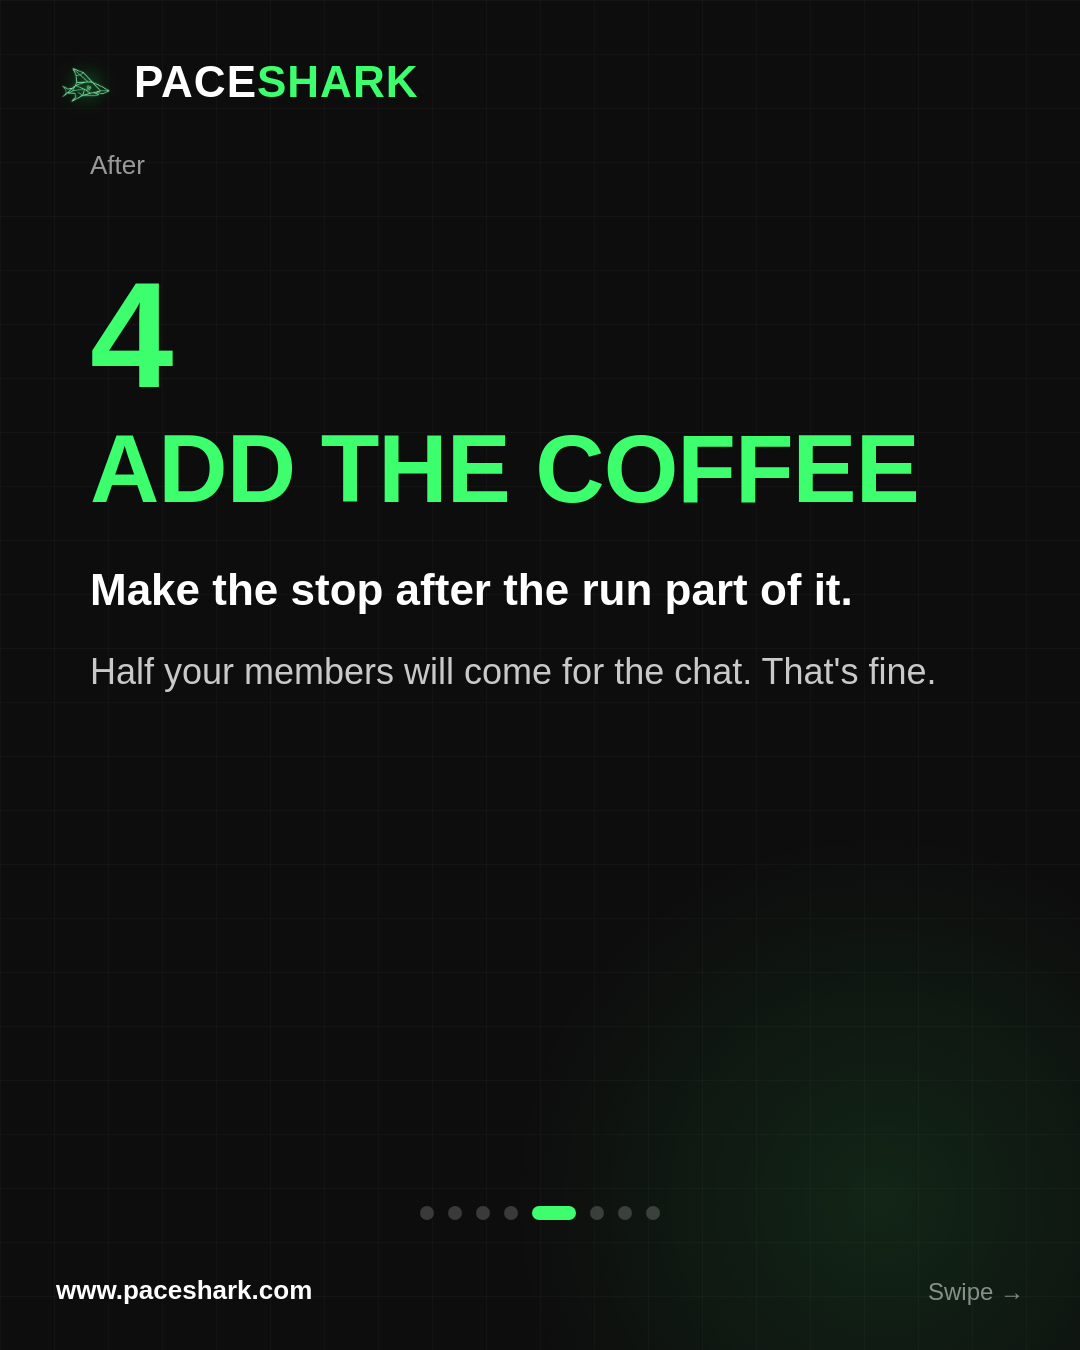 PACESHARK
After
4
ADD THE COFFEE
Make the stop after the run part of it.
Half your members will come for the chat. That's fine.
www.paceshark.com
Swipe →